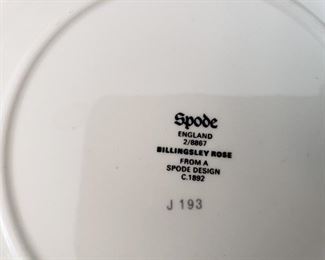 Spode
ENGLAND
2/8867
BILLINGSLEY ROSE
FROM A
SPODE DESIGN
C.1892
J 193